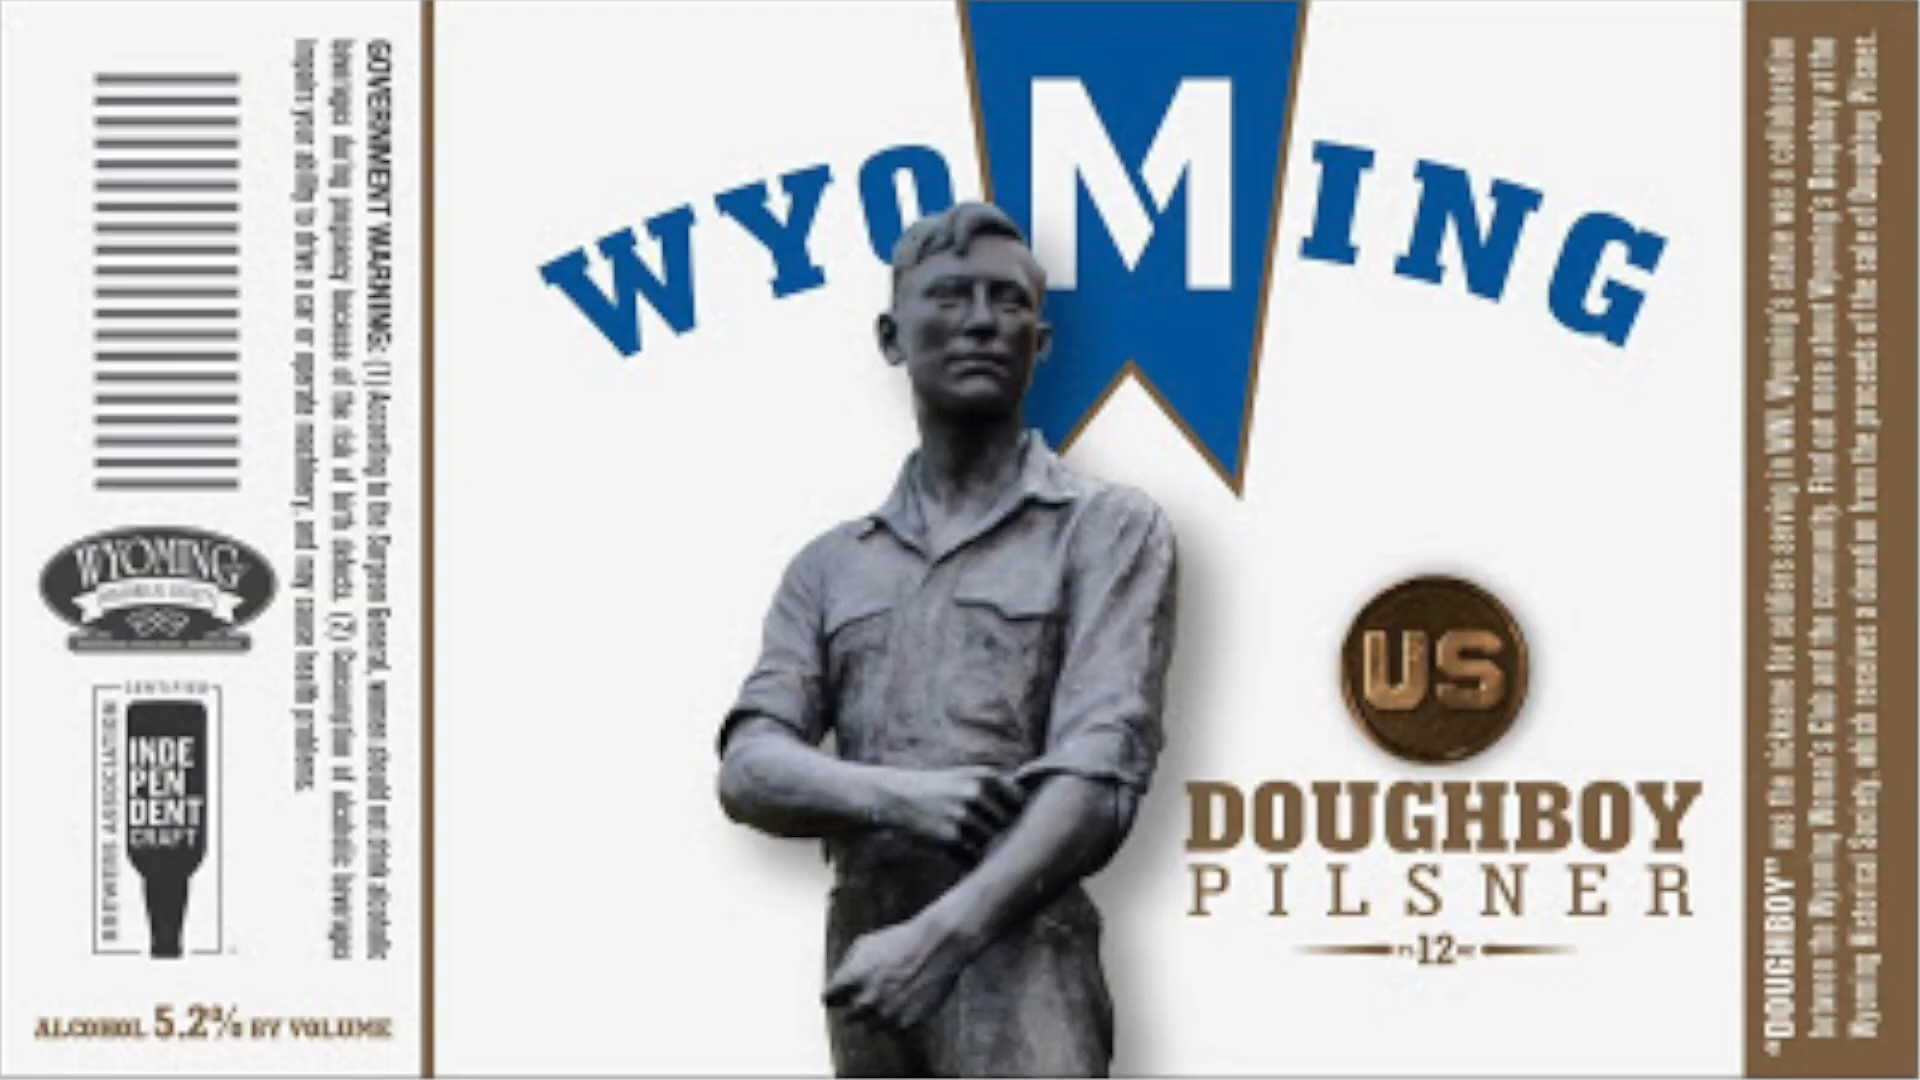 GOVERNMENT WARNING: (1) According to the Surgeon General, women should not drink alcoholic
beverages during pregnancy because of the risk of birth defects. (2) Consumption of alcoholic beverages
impairs your ability to drive a car or operate machinery, and may cause health problems.
WYOMING
CERTIFIED
BREWERS ASSOCIATION
INDE
PEN
DENT
CRAFT
ALCOHOL 5.2% BY VOLUME
WYOMING
US
DOUGHBOY
PILSNER
12
"DOUGHBOY" was the nickname for soldiers serving in WWI. Wyoming's statue was a collaboration
between the Wyoming Woman's Club and the community. Find out more about Wyoming's Doughboy at the
Wyoming Historical Society, which receives a donation from the proceeds of the sale of Doughboy Pilsner.